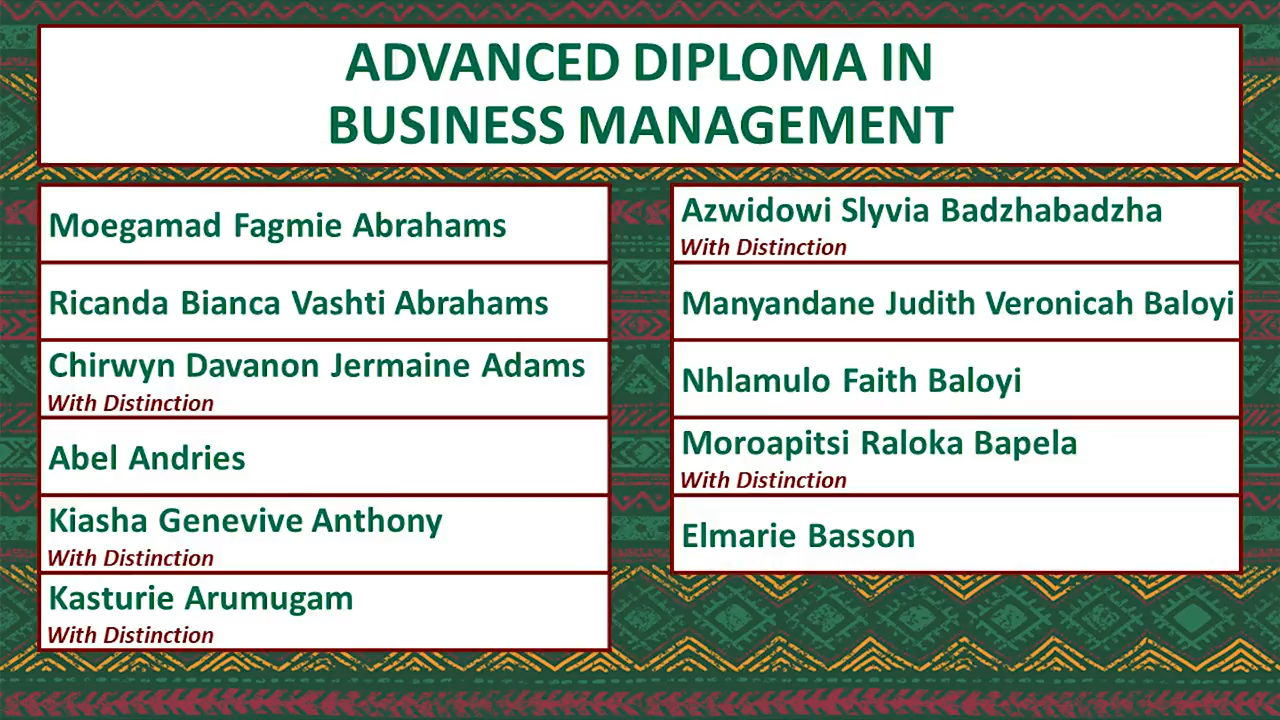 ADVANCED DIPLOMA IN
BUSINESS MANAGEMENT
Moegamad Fagmie Abrahams
Ricanda Bianca Vashti Abrahams
Chirwyn Davanon Jermaine Adams
With Distinction
Abel Andries
Kiasha Genevive Anthony
With Distinction
Kasturie Arumugam
With Distinction
Azwidowi Slyvia Badzhabadzha
With Distinction
Manyandane Judith Veronicah Baloyi
Nhlamulo Faith Baloyi
Moroapitsi Raloka Bapela
With Distinction
Elmarie Basson